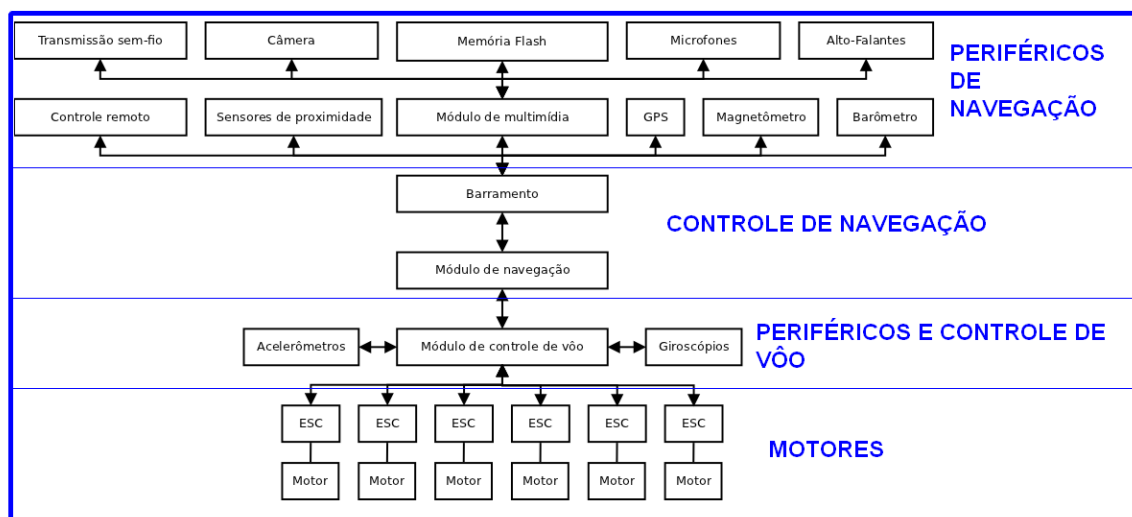 Transmissão sem-fio
Câmera
Memória Flash
Microfones
Alto-Falantes
PERIFÉRICOS
DE
NAVEGAÇÃO
Controle remoto
Sensores de proximidade
Módulo de multimídia
GPS
Magnetômetro
Barômetro
Barramento
CONTROLE DE NAVEGAÇÃO
Módulo de navegação
Acelerômetros
Módulo de controle de vôo
Giroscópios
PERIFÉRICOS E CONTROLE DE
VÔO
ESC
ESC
ESC
ESC
ESC
ESC
MOTORES
Motor
Motor
Motor
Motor
Motor
Motor